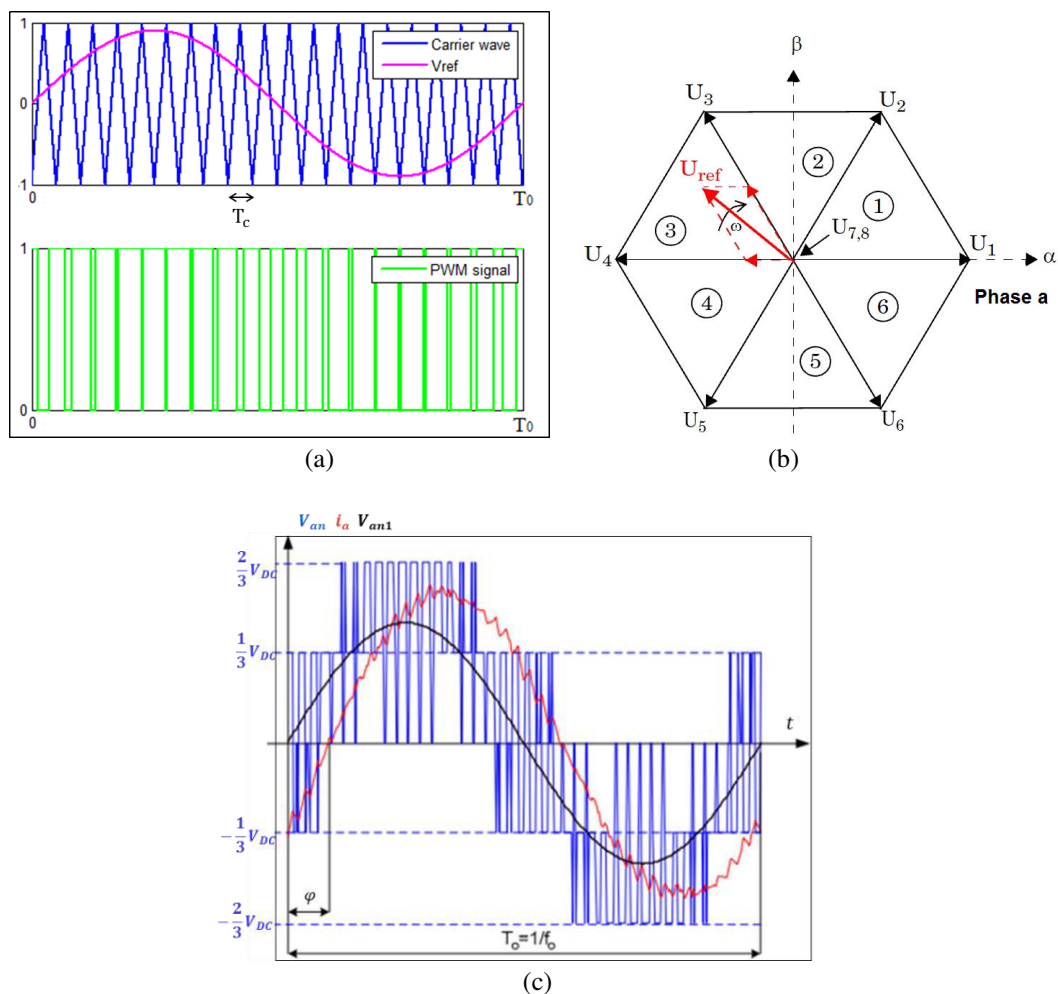 1
Carrier wave
Vref
0
-1
0
T0
Tc
1
PWM signal
0
0
T0
(a)
β
U3
U2
②
Uref
①
ω
③
U7,8
U4
U1
α
Phase a
④
⑥
⑤
U5
U6
(b)
Van ia Van1
2/3 VDC
1/3 VDC
t
-1/3 VDC
φ
-2/3 VDC
To=1/fo
(c)